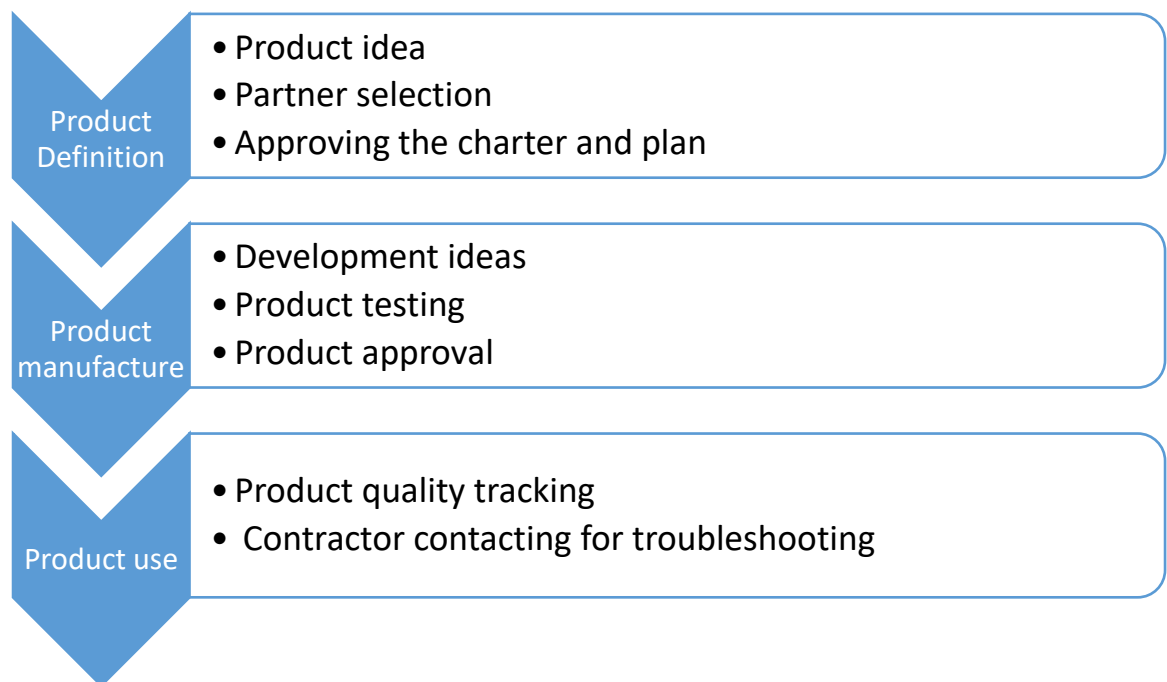 Product
Definition
• Product idea
• Partner selection
• Approving the charter and plan
Product
manufacture
• Development ideas
• Product testing
• Product approval
Product use
• Product quality tracking
• Contractor contacting for troubleshooting